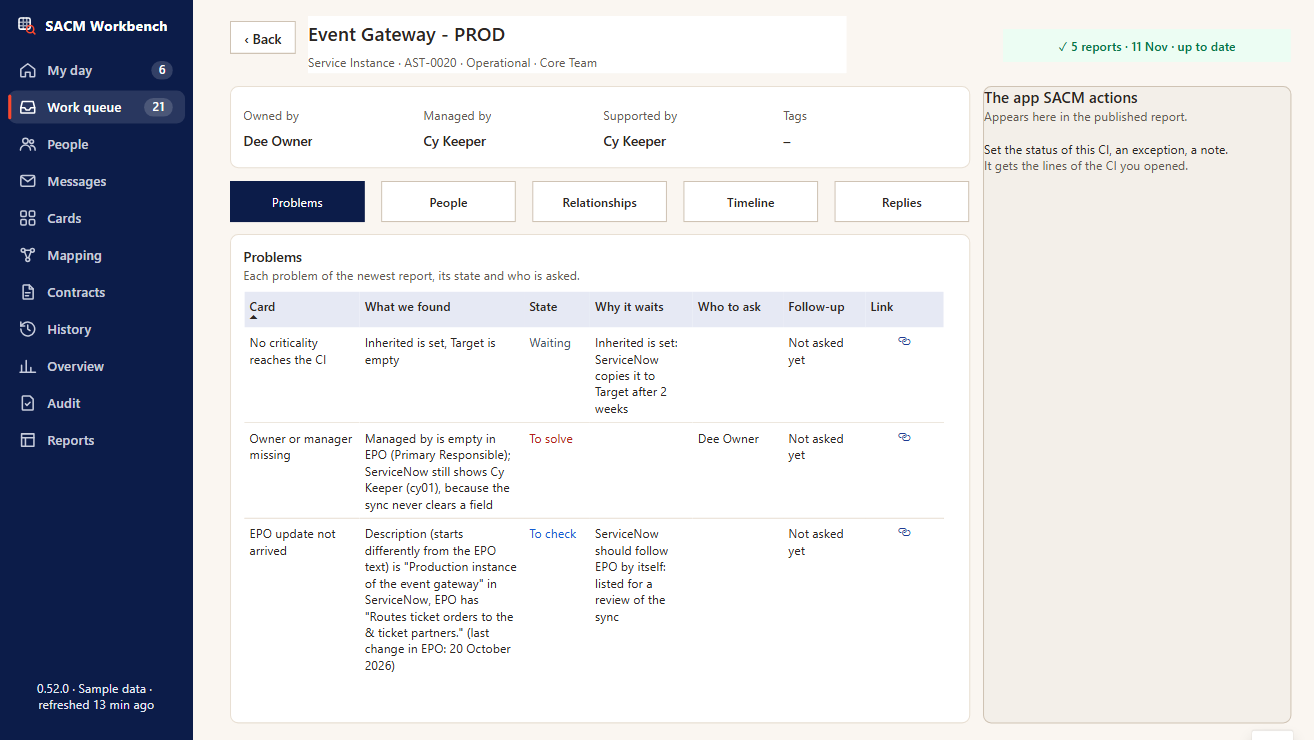 SACM Workbench
My day 6
Work queue 21
People
Messages
Cards
Mapping
Contracts
History
Overview
Audit
Reports
0.52.0 · Sample data ·
refreshed 13 min ago
‹ Back
Event Gateway - PROD
Service Instance · AST-0020 · Operational · Core Team
✓ 5 reports · 11 Nov · up to date
Owned by
Dee Owner
Managed by
Cy Keeper
Supported by
Cy Keeper
Tags
–
Problems
People
Relationships
Timeline
Replies
Problems
Each problem of the newest report, its state and who is asked.
Card What we found State Why it waits Who to ask Follow-up Link
No criticality
reaches the CI
Inherited is set, Target is
empty
Waiting
Inherited is set:
ServiceNow
copies it to
Target after 2
weeks
Not asked
yet
Owner or manager
missing
Managed by is empty in
EPO (Primary Responsible);
ServiceNow still shows Cy
Keeper (cy01), because the
sync never clears a field
To solve
Dee Owner
Not asked
yet
EPO update not
arrived
Description (starts
differently from the EPO
text) is "Production instance
of the event gateway" in
ServiceNow, EPO has
"Routes ticket orders to the
& ticket partners." (last
change in EPO: 20 October
2026)
To check
ServiceNow
should follow
EPO by itself:
listed for a
review of the
sync
Not asked
yet
The app SACM actions
Appears here in the published report.
Set the status of this CI, an exception, a note.
It gets the lines of the CI you opened.